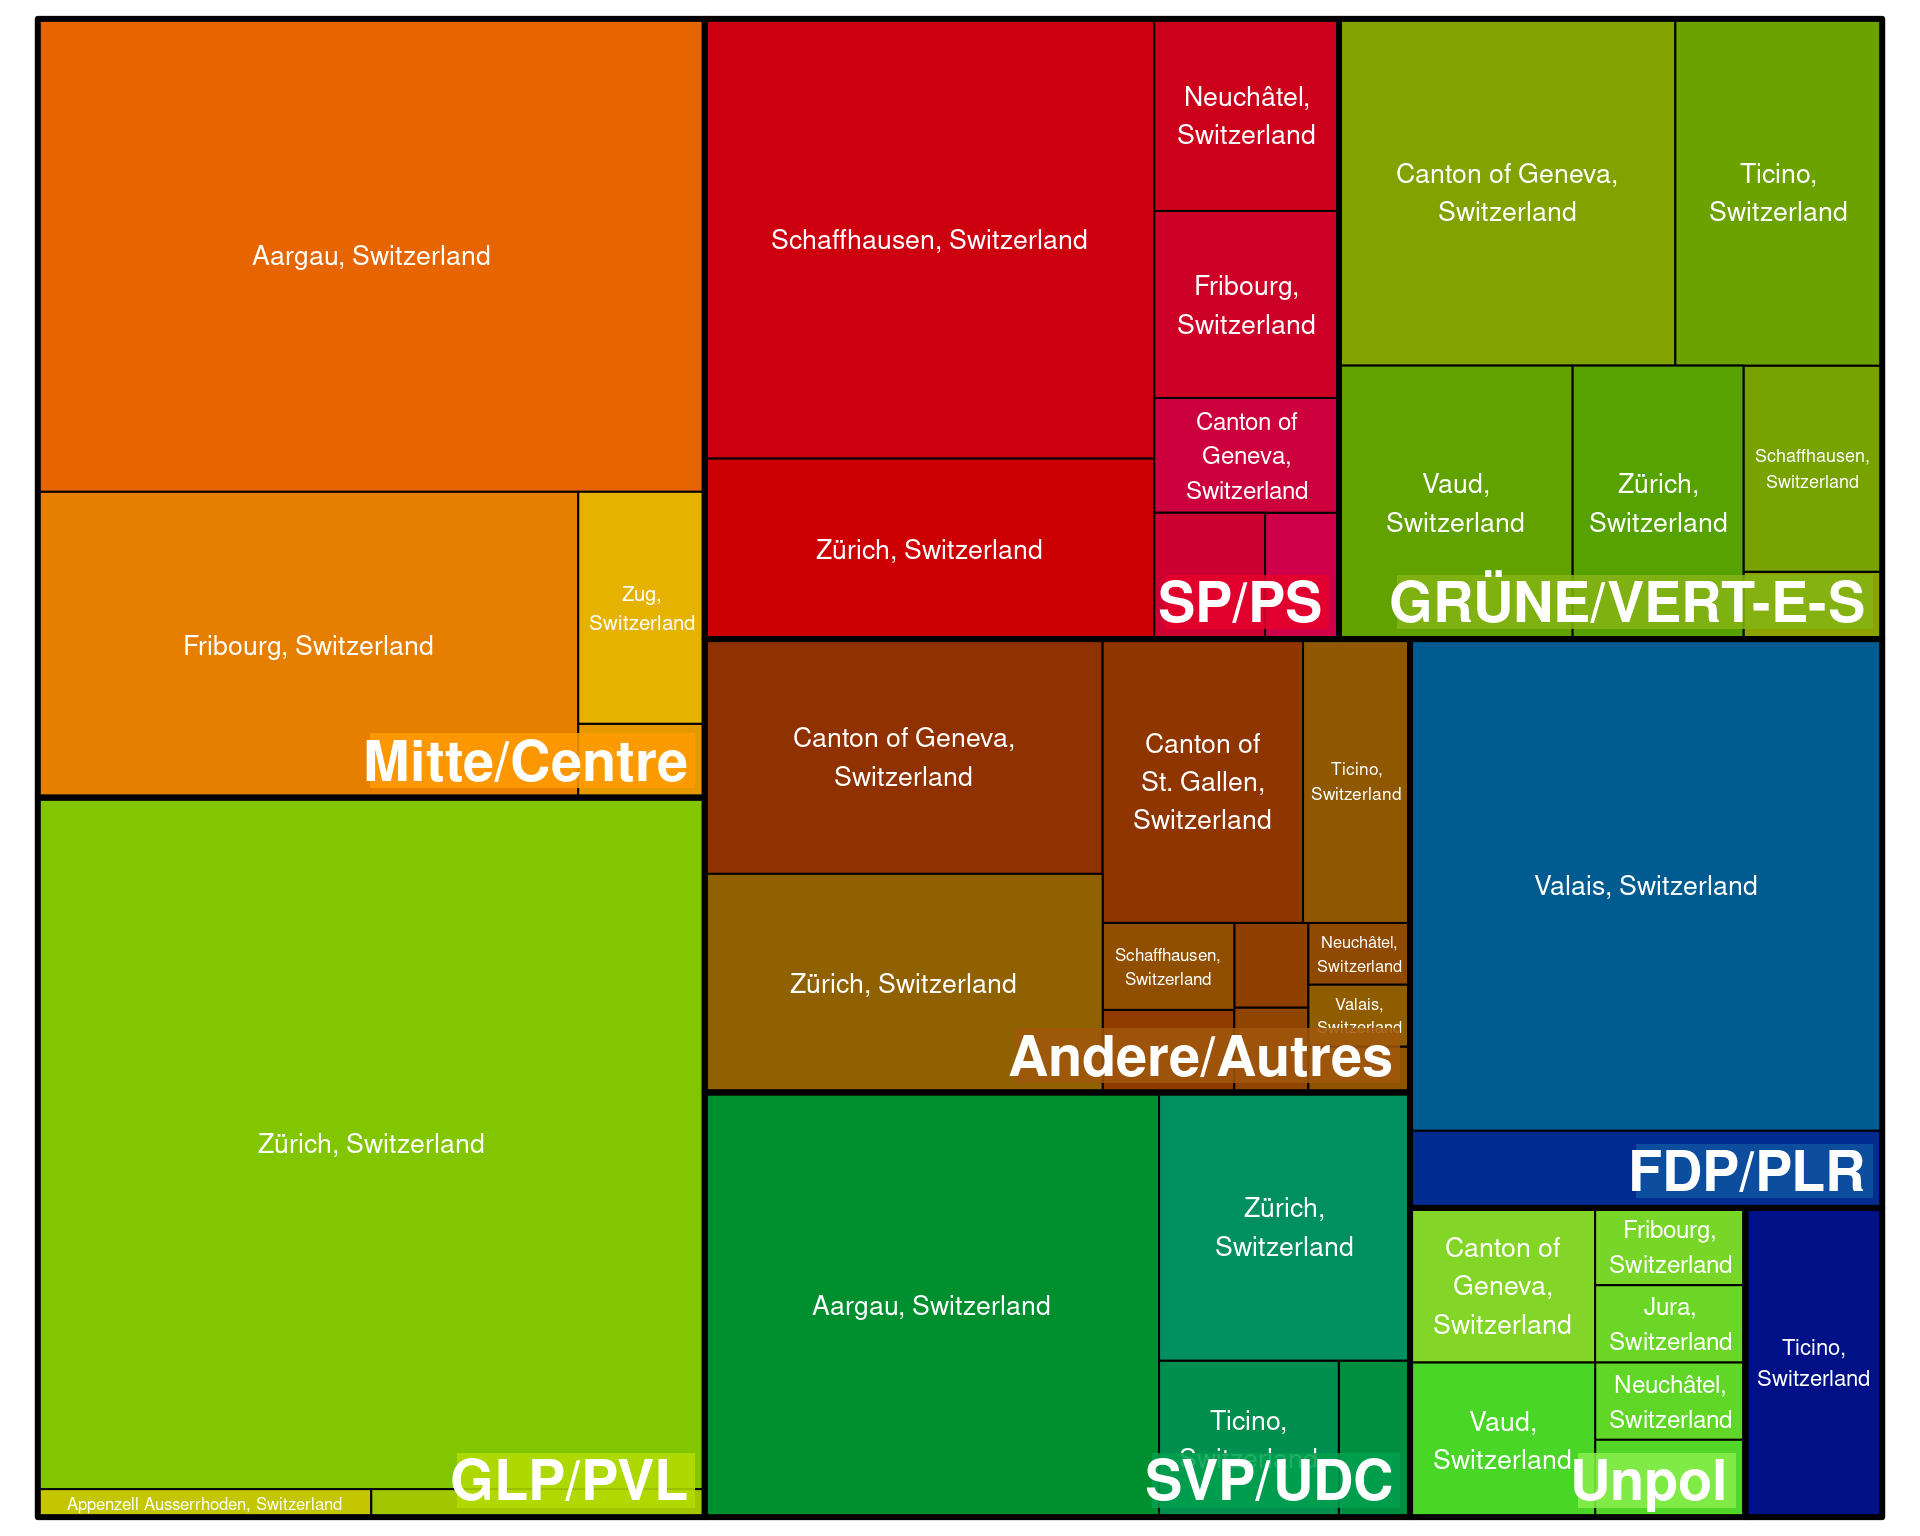 Aargau, Switzerland
Fribourg, Switzerland
Zug,
Switzerland
Mitte/Centre
Zürich, Switzerland
Appenzell Ausserrhoden, Switzerland
GLP/PVL
Schaffhausen, Switzerland
Zürich, Switzerland
Neuchâtel,
Switzerland
Fribourg,
Switzerland
Canton of
Geneva,
Switzerland
SP/PS
Canton of Geneva,
Switzerland
Ticino,
Switzerland
Vaud,
Switzerland
Zürich,
Switzerland
Schaffhausen,
Switzerland
GRÜNE/VERT-E-S
Canton of Geneva,
Switzerland
Zürich, Switzerland
Canton of
St. Gallen,
Switzerland
Ticino,
Switzerland
Schaffhausen,
Switzerland
Neuchâtel,
Switzerland
Valais,
Switzerland
Andere/Autres
Aargau, Switzerland
Zürich,
Switzerland
Ticino,
Switzerland
SVP/UDC
Valais, Switzerland
FDP/PLR
Canton of
Geneva,
Switzerland
Vaud,
Switzerland
Fribourg,
Switzerland
Jura,
Switzerland
Neuchâtel,
Switzerland
Unpol
Ticino,
Switzerland